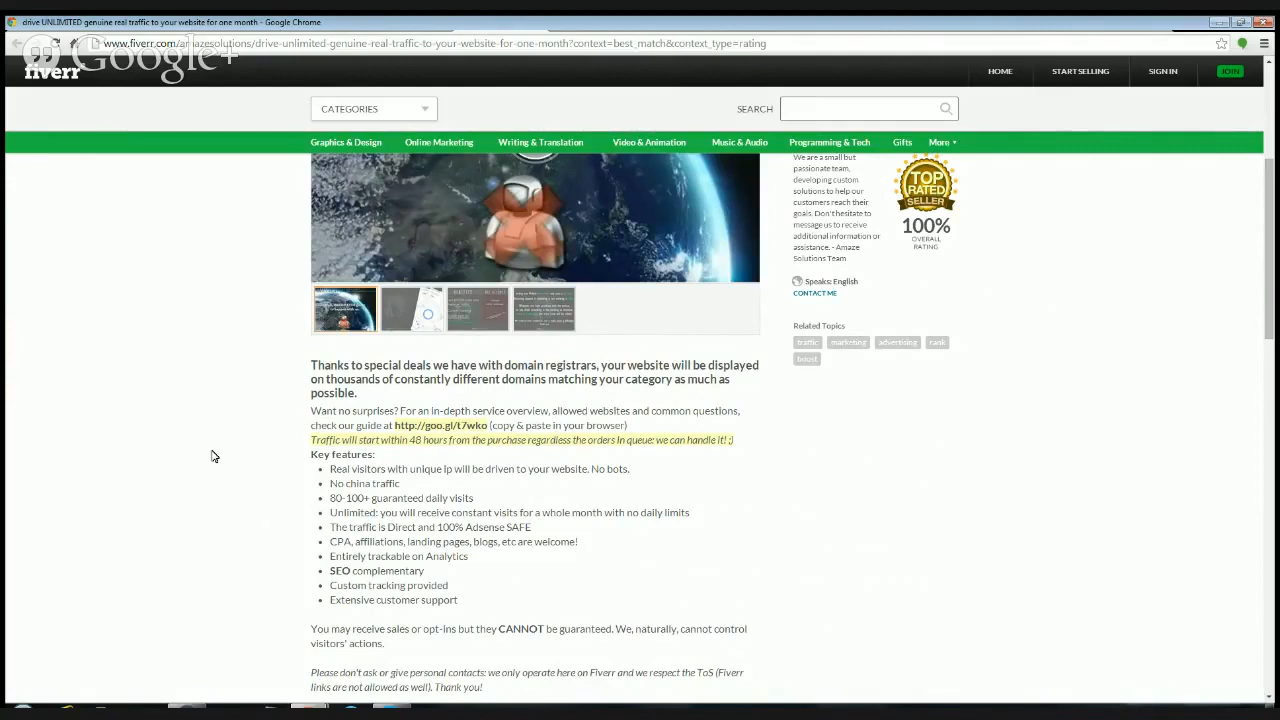 drive UNLIMITED genuine real traffic to your website for one month - Google Chrome
www.fiverr.com/amazesolutions/drive-unlimited-genuine-real-traffic-to-your-website-for-one-month?context=best_match&context_type=rating
Google+
fiverr
HOME START SELLING SIGN IN JOIN
CATEGORIES SEARCH
Graphics & Design Online Marketing Writing & Translation Video & Animation Music & Audio Programming & Tech Gifts More
We are a small but
passionate team,
developing custom
solutions to help our
customers reach their
goals. Don't hesitate to
message us to receive
additional information or
assistance. - Amaze
Solutions Team
TOP
RATED
SELLER
100%
OVERALL
RATING
Speaks: English
CONTACT ME
Related Topics
traffic marketing advertising rank
boost
Thanks to special deals we have with domain registrars, your website will be displayed
on thousands of constantly different domains matching your category as much as
possible.
Want no surprises? For an in-depth service overview, allowed websites and common questions,
check our guide at http://goo.gl/t7wko (copy & paste in your browser)
Traffic will start within 48 hours from the purchase regardless the orders in queue: we can handle it! ;)
Key features:
• Real visitors with unique ip will be driven to your website. No bots.
• No china traffic
• 80-100+ guaranteed daily visits
• Unlimited: you will receive constant visits for a whole month with no daily limits
• The traffic is Direct and 100% Adsense SAFE
• CPA, affiliations, landing pages, blogs, etc are welcome!
• Entirely trackable on Analytics
• SEO complementary
• Custom tracking provided
• Extensive customer support
You may receive sales or opt-ins but they CANNOT be guaranteed. We, naturally, cannot control
visitors' actions.
Please don't ask or give personal contacts: we only operate here on Fiverr and we respect the ToS (Fiverr
links are not allowed as well). Thank you!